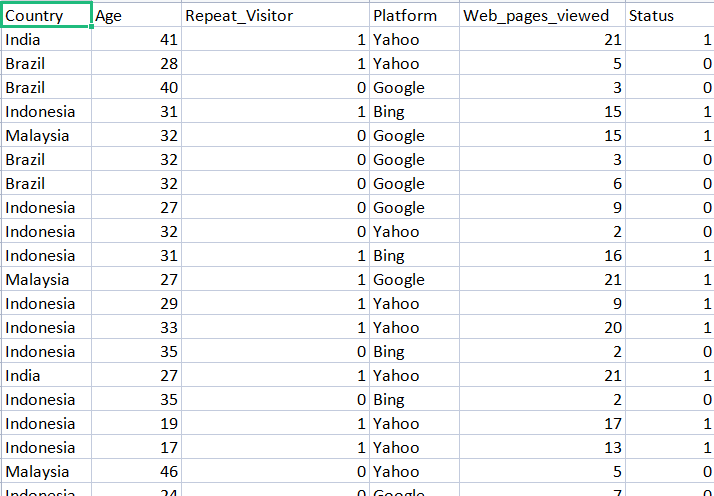 Country Age Repeat_Visitor Platform Web_pages_viewed Status
India 41 1 Yahoo 21 1
Brazil 28 1 Yahoo 5 0
Brazil 40 0 Google 3 0
Indonesia 31 1 Bing 15 1
Malaysia 32 0 Google 15 1
Brazil 32 0 Google 3 0
Brazil 32 0 Google 6 0
Indonesia 27 0 Google 9 0
Indonesia 32 0 Yahoo 2 0
Indonesia 31 1 Bing 16 1
Malaysia 27 1 Google 21 1
Indonesia 29 1 Yahoo 9 1
Indonesia 33 1 Yahoo 20 1
Indonesia 35 0 Bing 2 0
India 27 1 Yahoo 21 1
Indonesia 35 0 Bing 2 0
Indonesia 19 1 Yahoo 17 1
Indonesia 17 1 Yahoo 13 1
Malaysia 46 0 Yahoo 5 0
Indonesia 24 0 Google 7 0